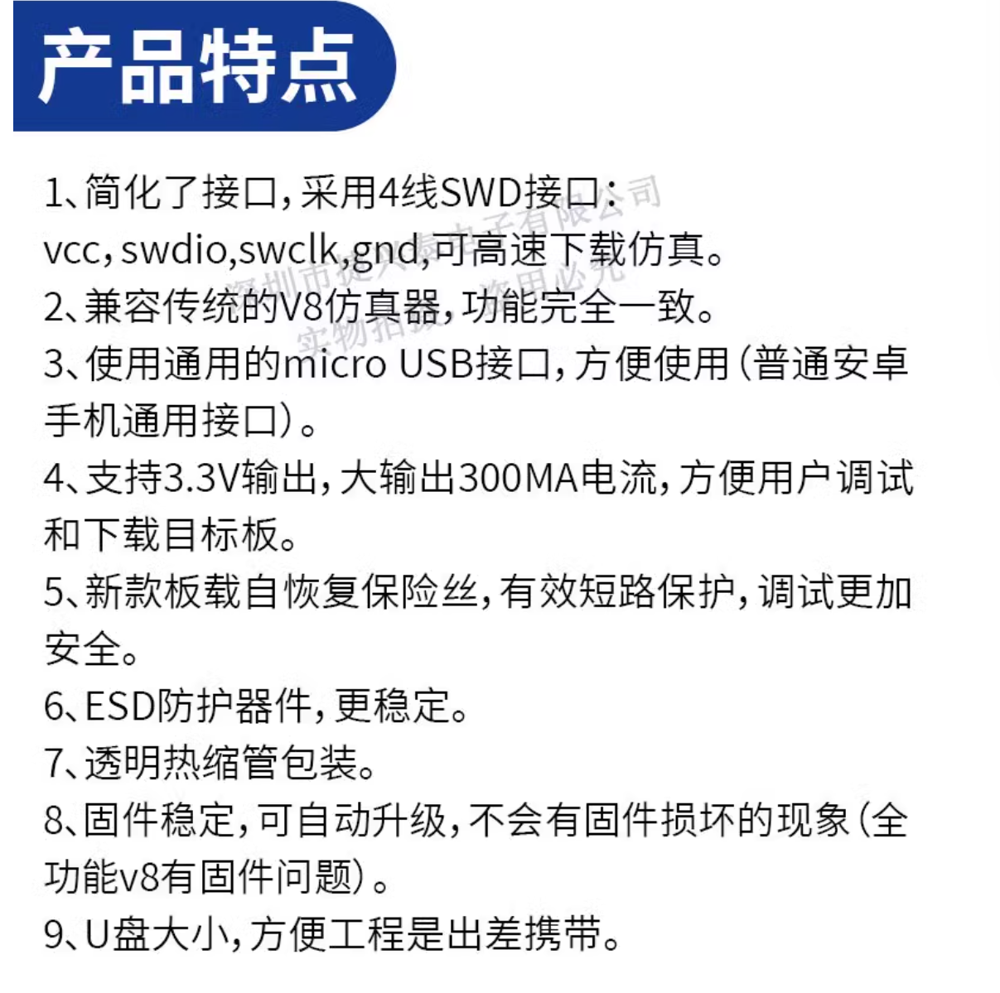 产品特点
1、简化了接口，采用4线SWD接口：
vcc，swdio,swclk,gnd,可高速下载仿真。
2、兼容传统的V8仿真器，功能完全一致。
3、使用通用的micro USB接口，方便使用（普通安卓
手机通用接口）。
4、支持3.3V输出，大输出300MA电流，方便用户调试
和下载目标板。
5、新款板载自恢复保险丝，有效短路保护，调试更加
安全。
6、ESD防护器件，更稳定。
7、透明热缩管包装。
8、固件稳定，可自动升级，不会有固件损坏的现象（全
功能v8有固件问题）。
9、U盘大小，方便工程是出差携带。
深圳市捷兴泰电子有限公司
实物拍摄，盗用必究